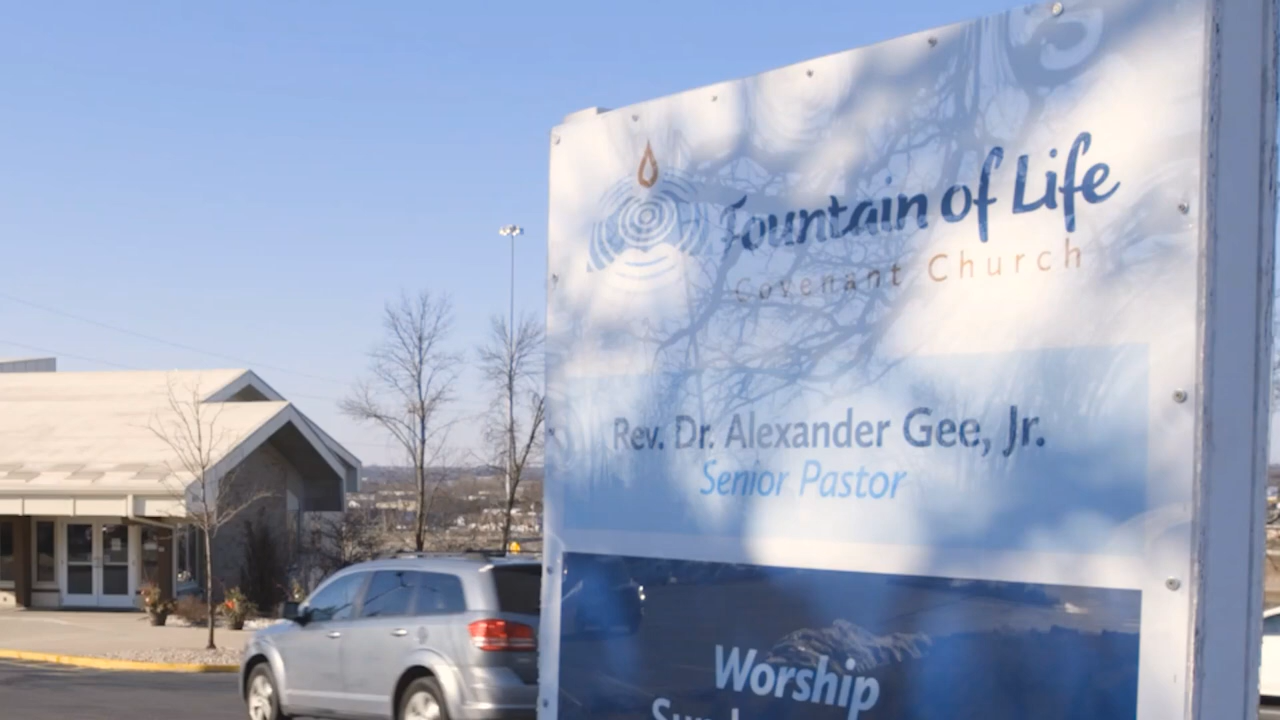 Fountain of Life
Covenant Church
Rev. Dr. Alexander Gee, Jr.
Senior Pastor
Worship